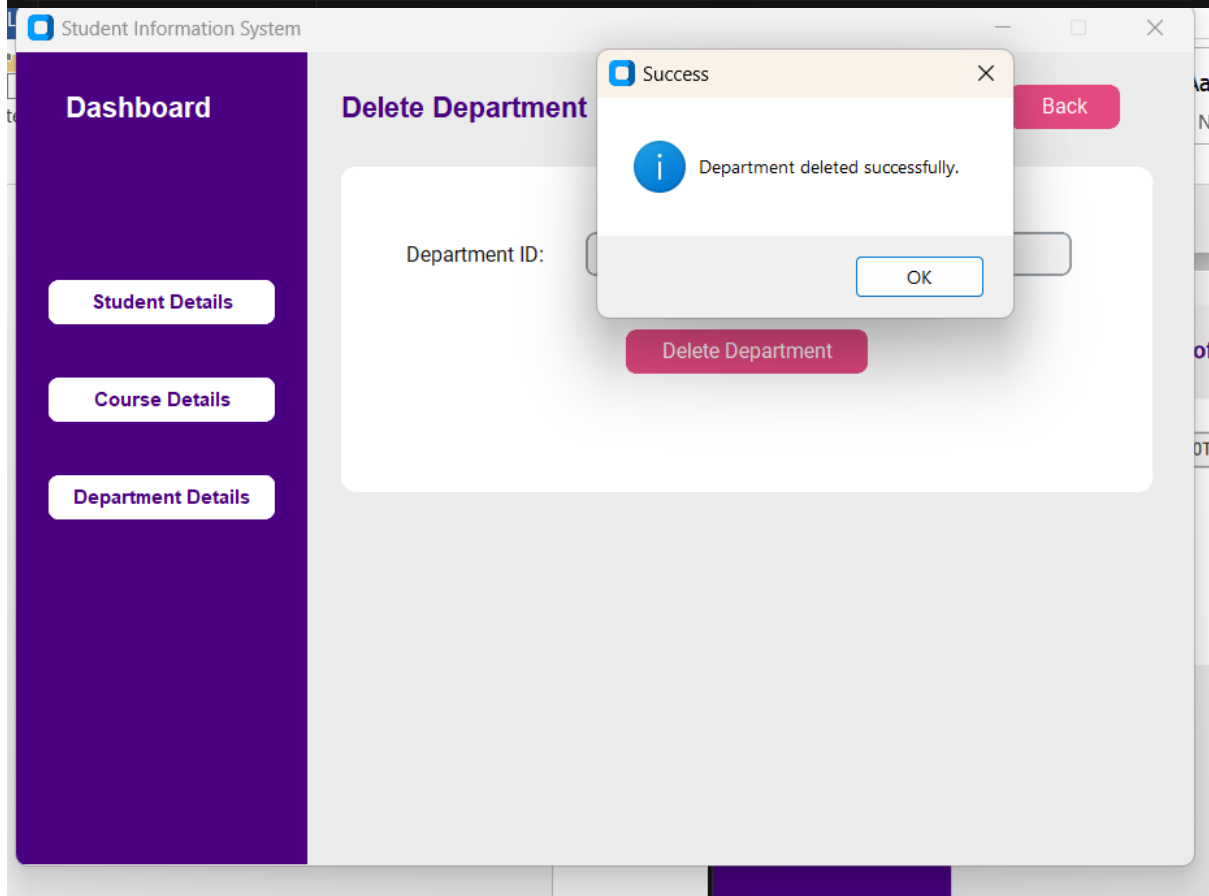 Student Information System
Success
Dashboard
Delete Department
Back
Department deleted successfully.
Department ID:
OK
Student Details
Delete Department
Course Details
Department Details